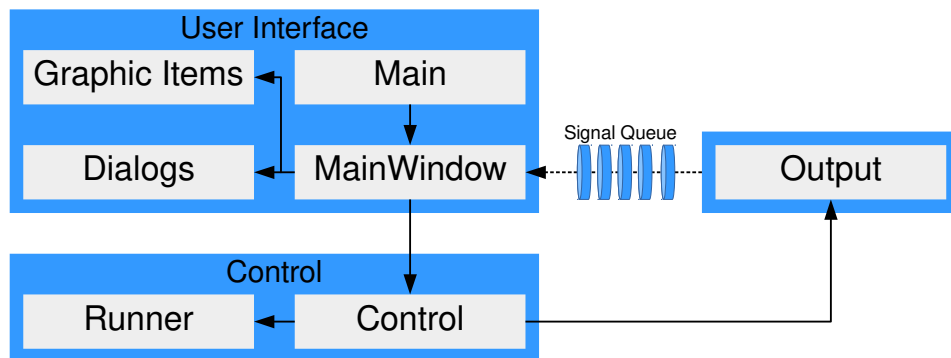 User Interface
Graphic Items
Main
Signal Queue
Dialogs
MainWindow
Output
Control
Runner
Control